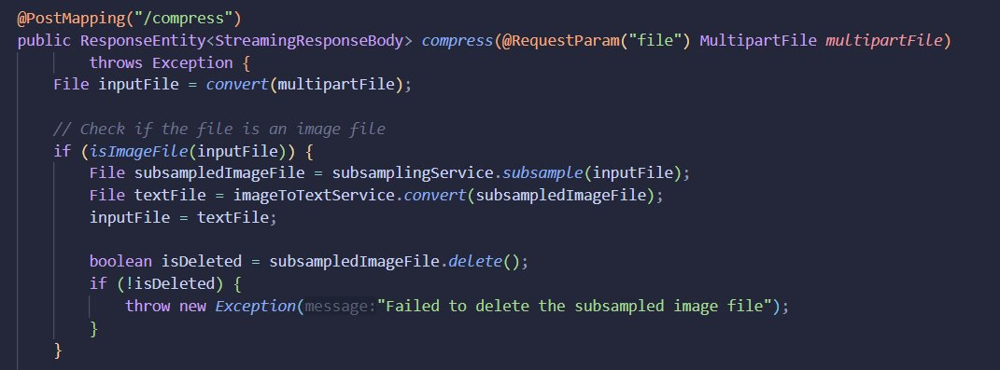 @PostMapping("/compress")
public ResponseEntity<StreamingResponseBody> compress(@RequestParam("file") MultipartFile multipartFile)
throws Exception {
File inputFile = convert(multipartFile);
// Check if the file is an image file
if (isImageFile(inputFile)) {
File subsampledImageFile = subsamplingService.subsample(inputFile);
File textFile = imageToTextService.convert(subsampledImageFile);
inputFile = textFile;
boolean isDeleted = subsampledImageFile.delete();
if (!isDeleted) {
throw new Exception(message:"Failed to delete the subsampled image file");
}
}